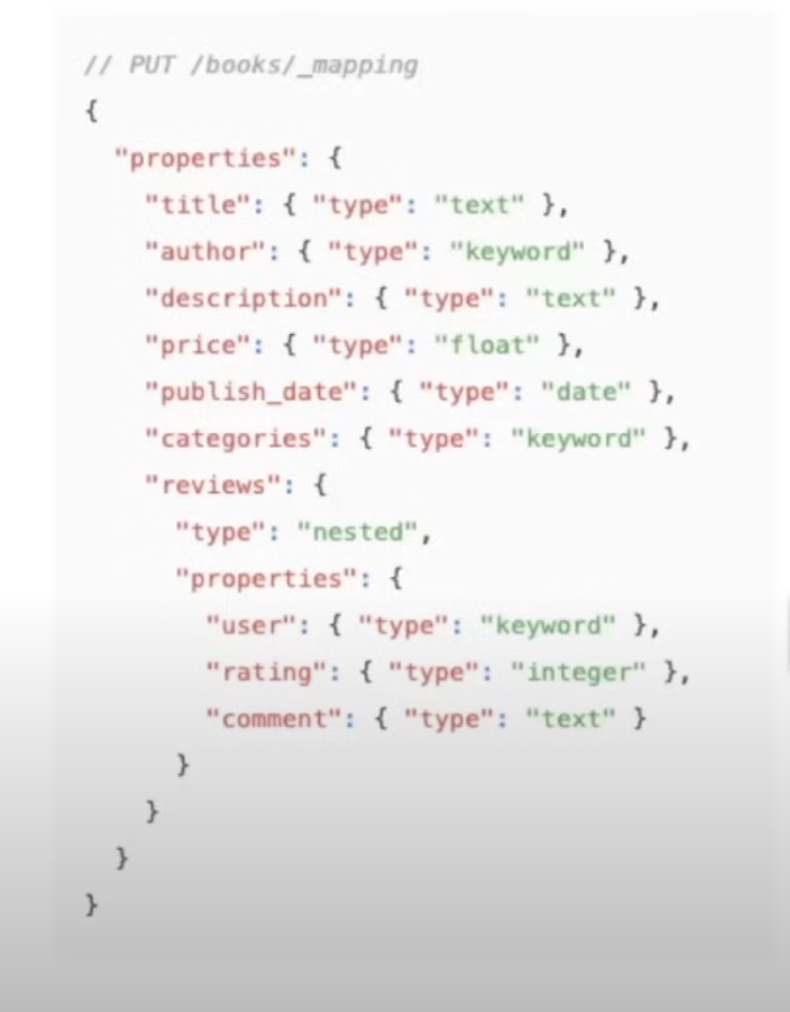 // PUT /books/_mapping
{
  "properties": {
    "title": { "type": "text" },
    "author": { "type": "keyword" },
    "description": { "type": "text" },
    "price": { "type": "float" },
    "publish_date": { "type": "date" },
    "categories": { "type": "keyword" },
    "reviews": {
      "type": "nested",
      "properties": {
        "user": { "type": "keyword" },
        "rating": { "type": "integer" },
        "comment": { "type": "text" }
      }
    }
  }
}